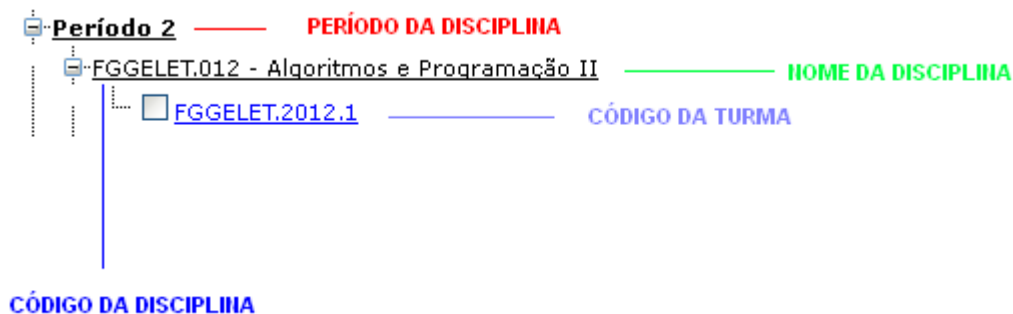 Período 2 PERÍODO DA DISCIPLINA
FGGELET.012 - Algoritmos e Programação II NOME DA DISCIPLINA
FGGELET.2012.1 CÓDIGO DA TURMA
CÓDIGO DA DISCIPLINA